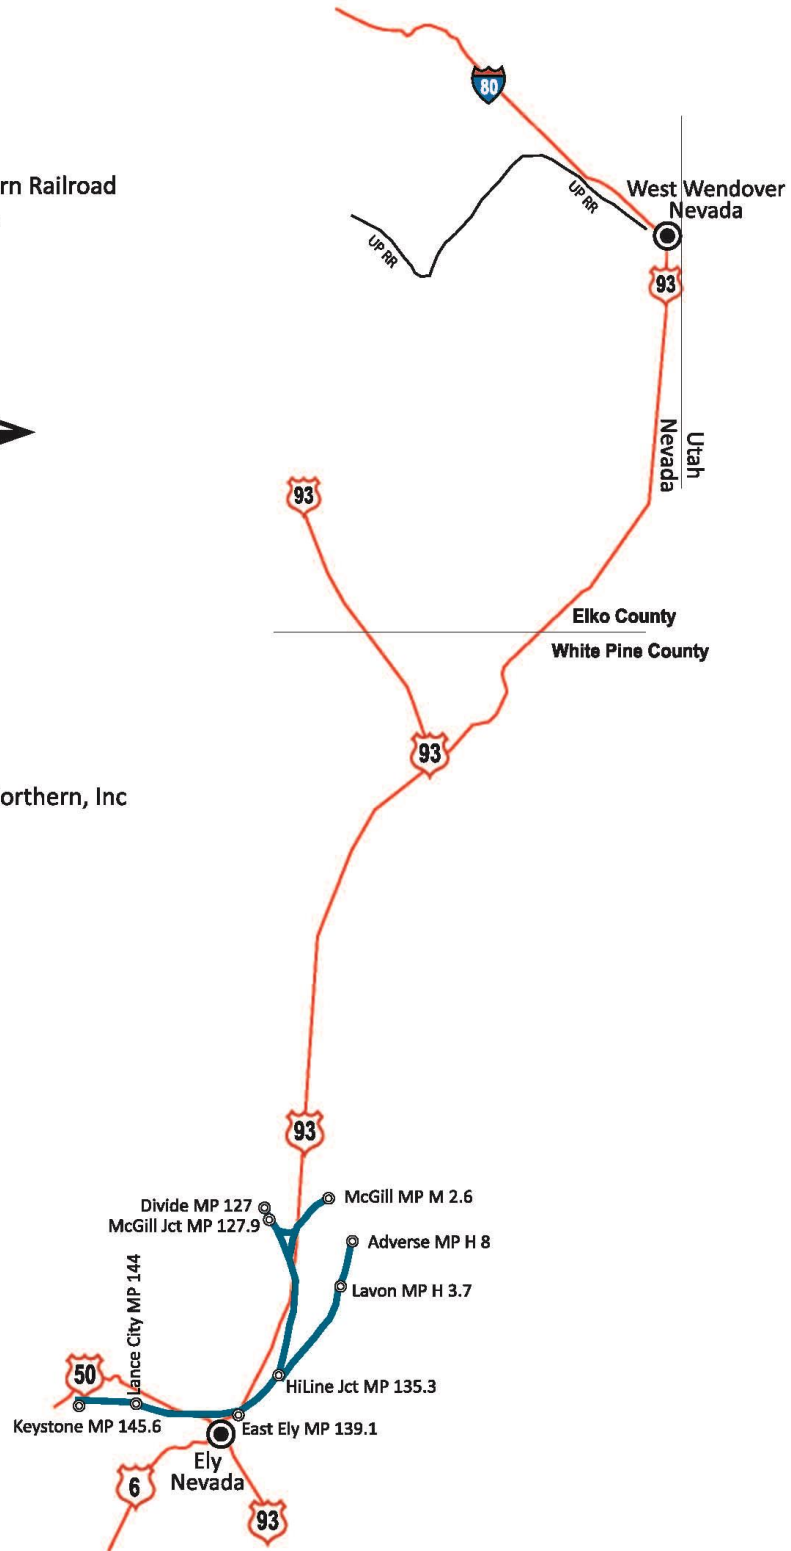 80
rn Railroad
West Wendover
Nevada
UP RR
UP RR
93
Nevada
Utah
93
Elko County
White Pine County
93
orthern, Inc
93
McGill MP M 2.6
Divide MP 127
McGill Jct MP 127.9
Adverse MP H 8
Lance City MP 144
Lavon MP H 3.7
50
HiLine Jct MP 135.3
Keystone MP 145.6
East Ely MP 139.1
Ely
Nevada
6
93